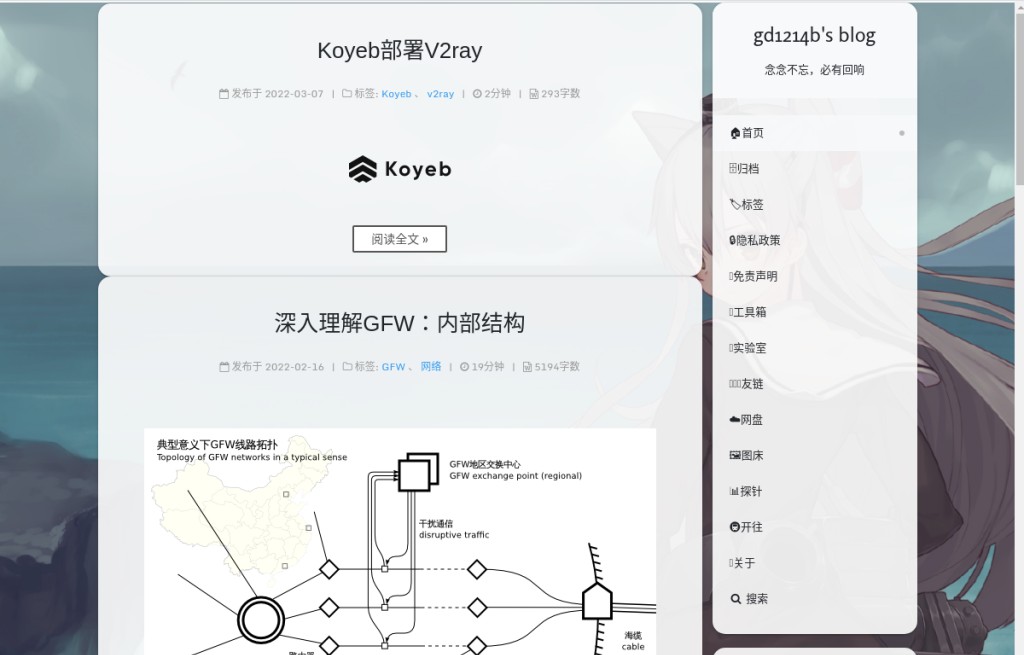 Koyeb部署V2ray
发布于 2022-03-07 | 标签: Koyeb 、 v2ray | 2分钟 | 293字数
Koyeb
阅读全文 »
深入理解GFW：内部结构
发布于 2022-02-16 | 标签: GFW 、 网络 | 19分钟 | 5194字数
典型意义下GFW线路拓扑
Topology of GFW networks in a typical sense
GFW地区交换中心
GFW exchange point (regional)
干扰通信
disruptive traffic
海缆
cable
gd1214b's blog
念念不忘，必有回响
首页
归档
标签
隐私政策
免责声明
工具箱
实验室
友链
网盘
图床
探针
开往
关于
搜索